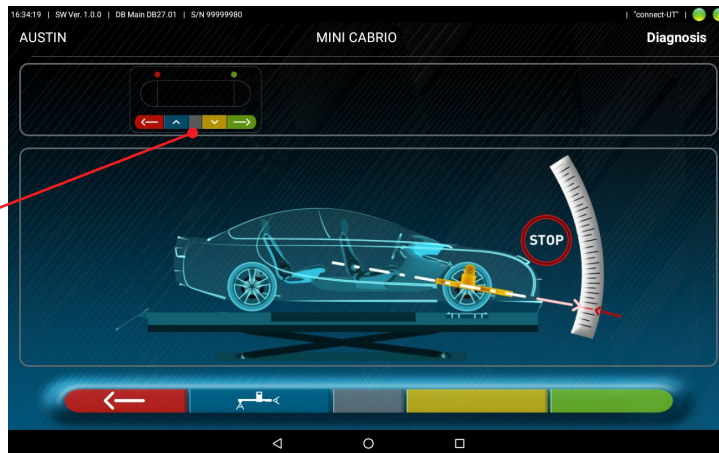 16:34:19 | SW Ver. 1.0.0 | DB Main DB27.01 | S/N 99999980 | "connect-UT" |
AUSTIN MINI CABRIO Diagnosis
STOP